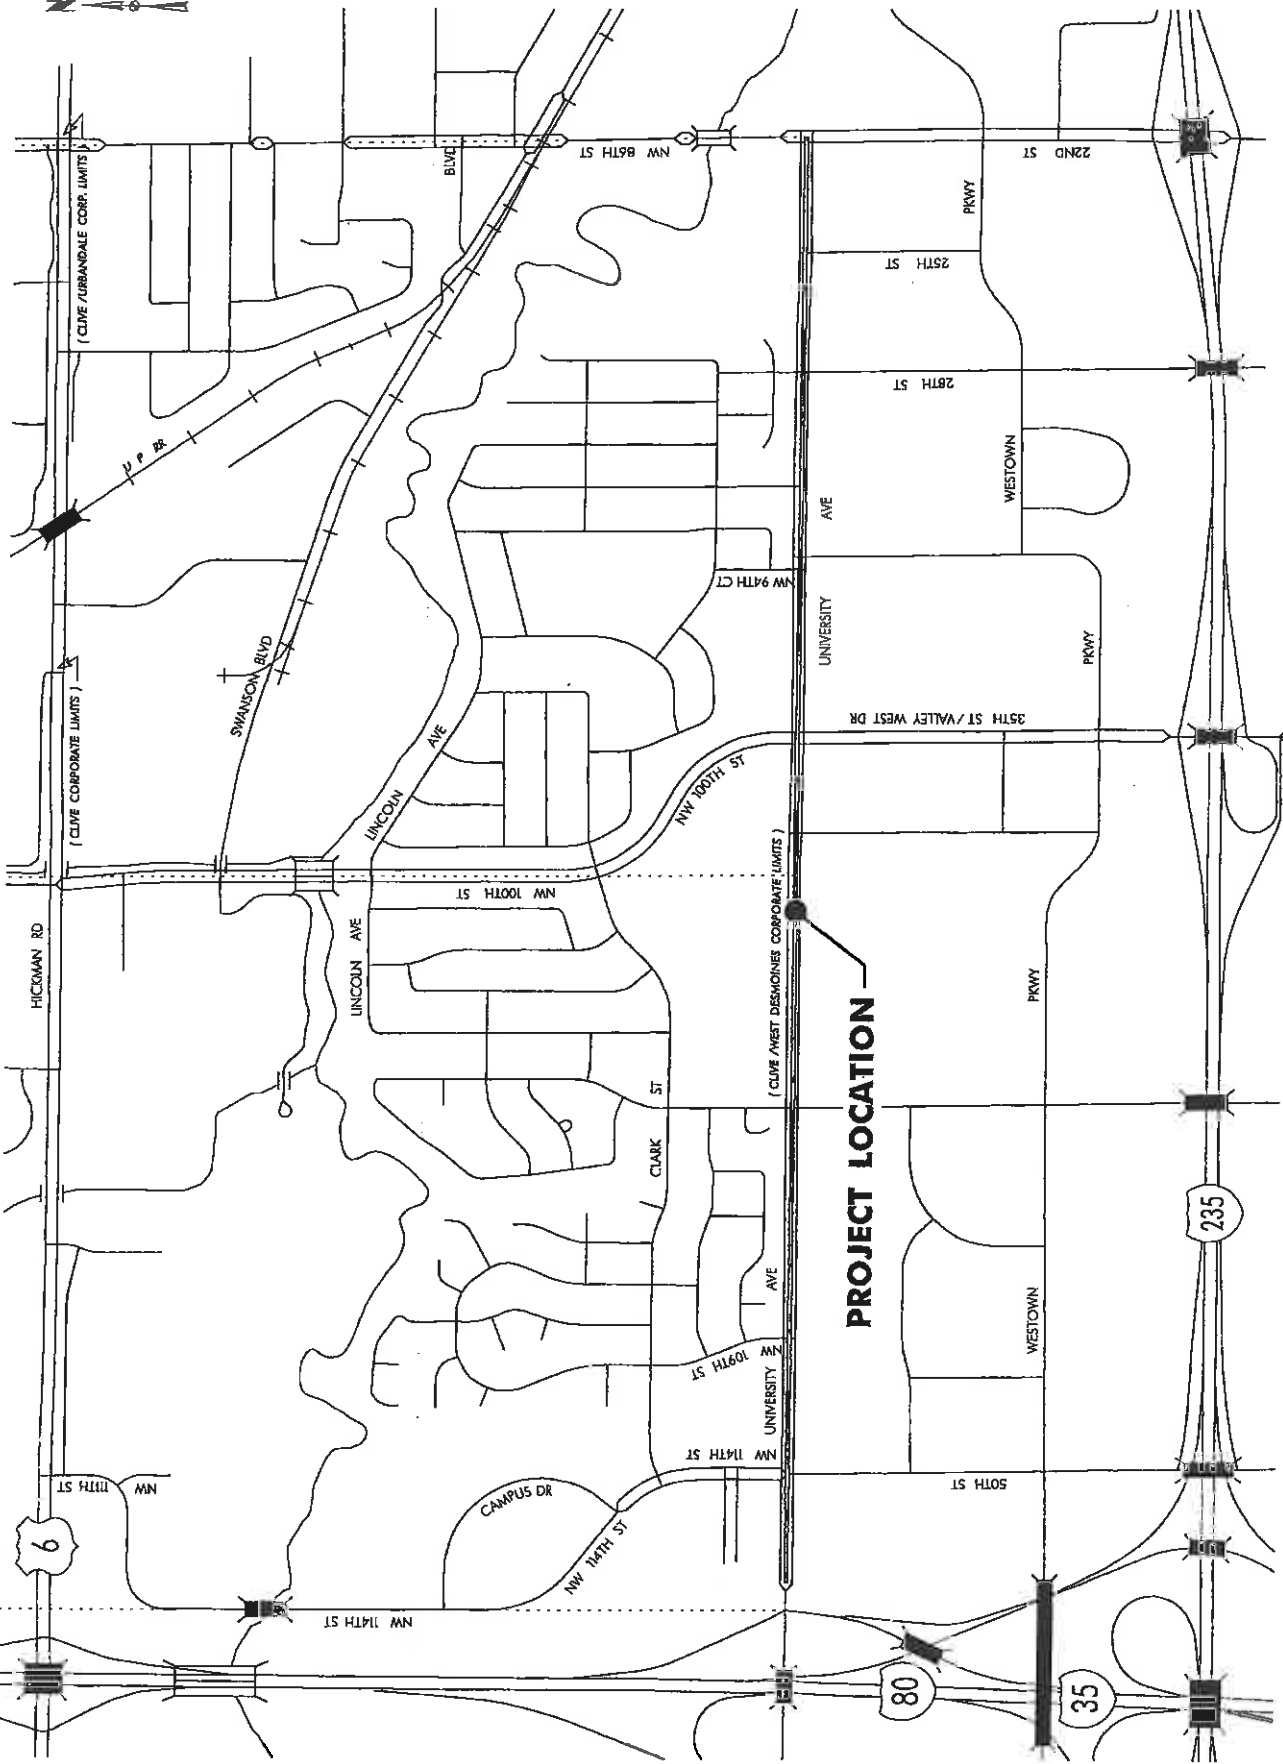 N
6
HICKMAN RD
( CLIVE CORPORATE LIMITS )
( CLIVE /URBANDALE CORP. LIMITS )
NW 111TH ST
U P RR
SWANSON BLVD
BLVD
NW 114TH ST
CAMPUS DR
NW 114TH ST
NW 114TH ST
LINCOLN AVE
LINCOLN AVE
NW 100TH ST
NW 100TH ST
NW 86TH ST
CLARK ST
NW 109TH ST
NW 94TH CT
UNIVERSITY AVE
( CLIVE /WEST DESMOINES CORPORATE LIMITS )
UNIVERSITY AVE
PROJECT LOCATION
50TH ST
35TH ST/VALLEY WEST DR
28TH ST
25TH ST
22ND ST
WESTOWN PKWY
PKWY
WESTOWN PKWY
80
35
235